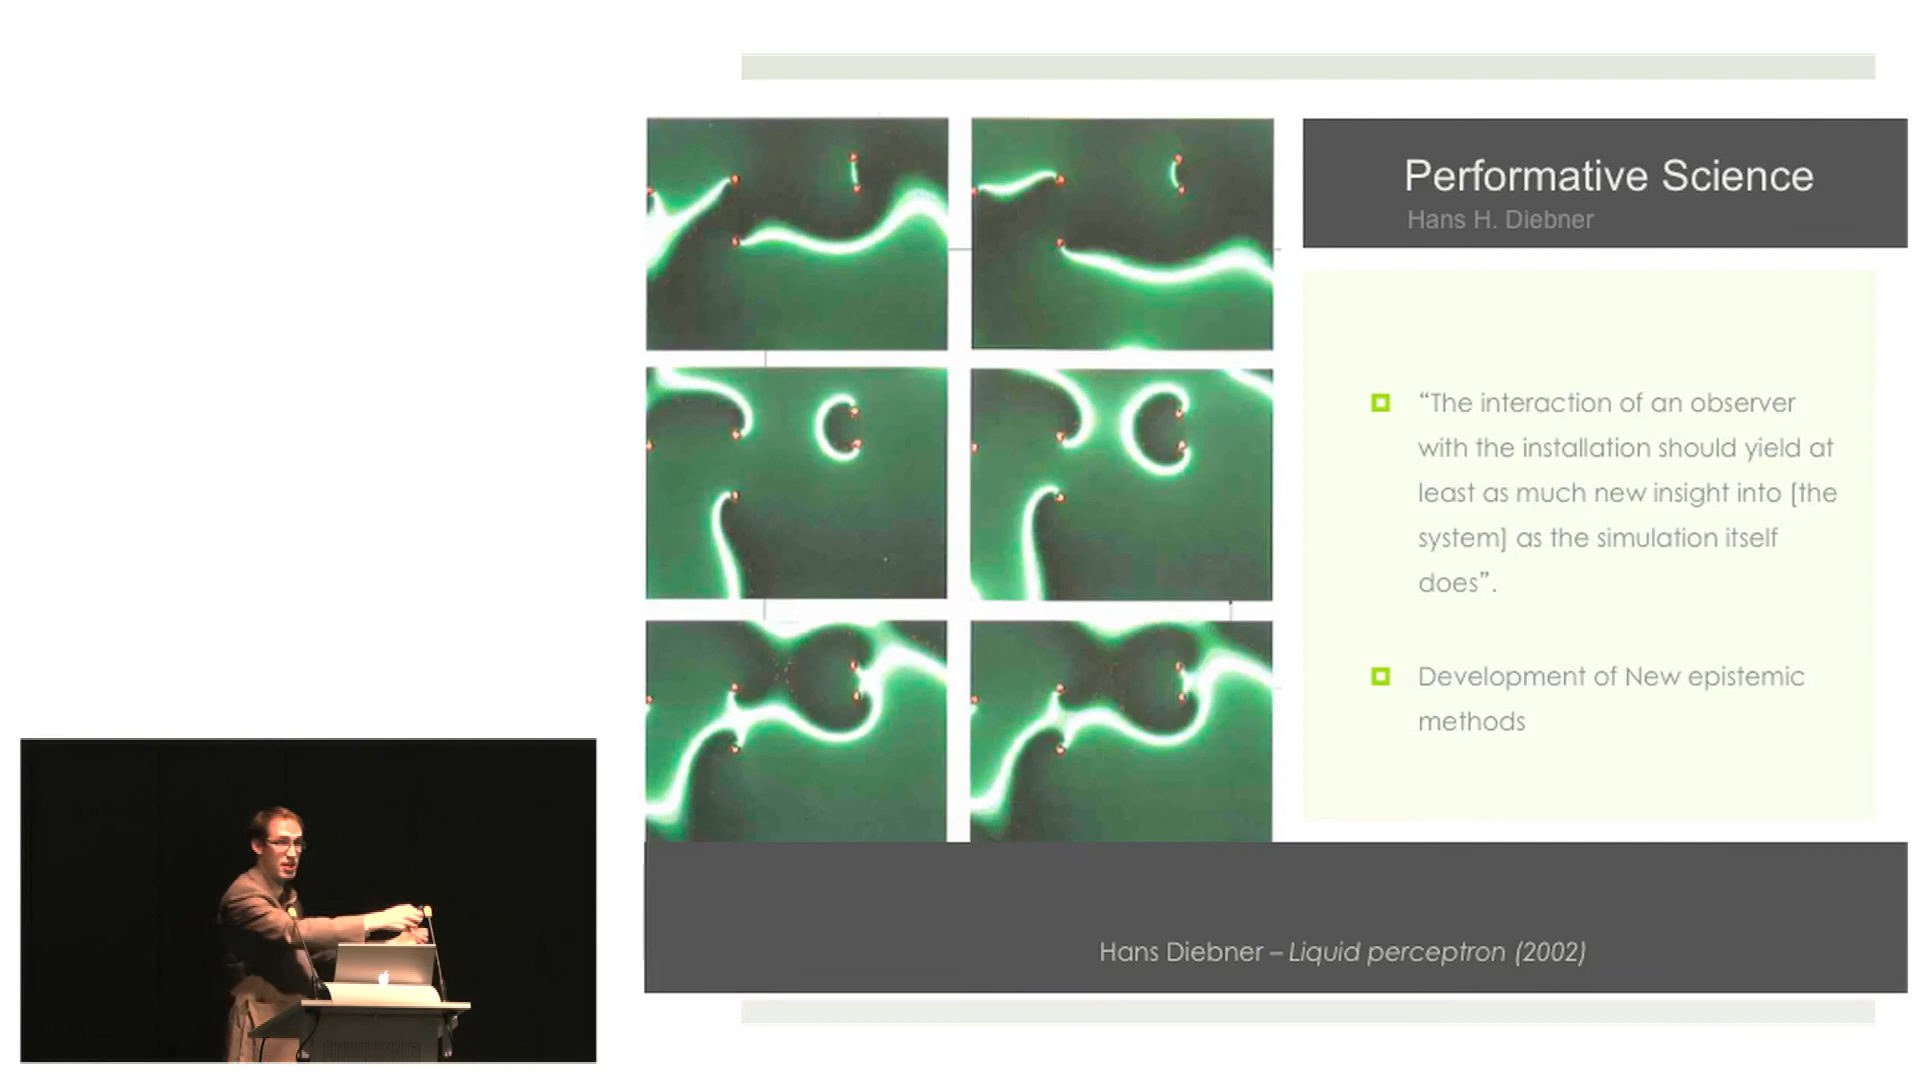 Performative Science
Hans H. Diebner
“The interaction of an observer
with the installation should yield at
least as much new insight into [the
system] as the simulation itself
does”.
Development of New epistemic
methods
Hans Diebner – Liquid perceptron (2002)